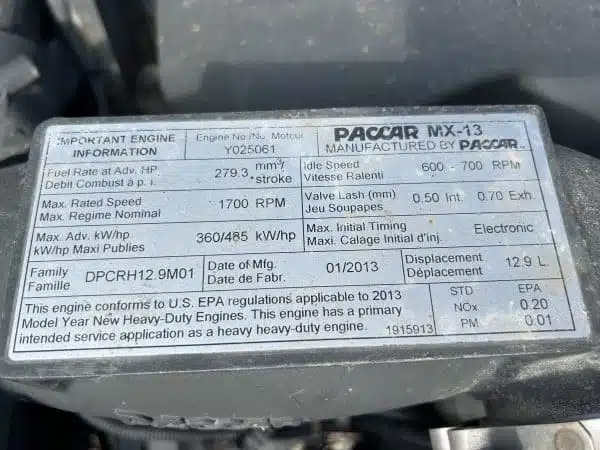 IMPORTANT ENGINE
INFORMATION
Engine No./No. Moteur
Y025061
PACCAR MX-13
MANUFACTURED BY PACCAR
Fuel Rate at Adv. HP.
Debit Combust à p. i.
279.3 mm³/
stroke
Idle Speed
Vitesse Ralenti
600 - 700 RPM
Max. Rated Speed
Max. Regime Nominal
1700 RPM
Valve Lash (mm)
Jeu Soupapes
0.50 Int. 0.70 Exh.
Max. Adv. kW/hp
kW/hp Maxi Publies
360/485 kW/hp
Max. Initial Timing
Maxi. Calage Initial d'inj.
Electronic
Family
Famille
DPCRH12.9M01
Date of Mfg.
Date de Fabr.
01/2013
Displacement
Déplacement
12.9 L.
This engine conforms to U.S. EPA regulations applicable to 2013
Model Year New Heavy-Duty Engines. This engine has a primary
intended service application as a heavy heavy-duty engine.
1915913
STD EPA
NOx 0.20
PM 0.01